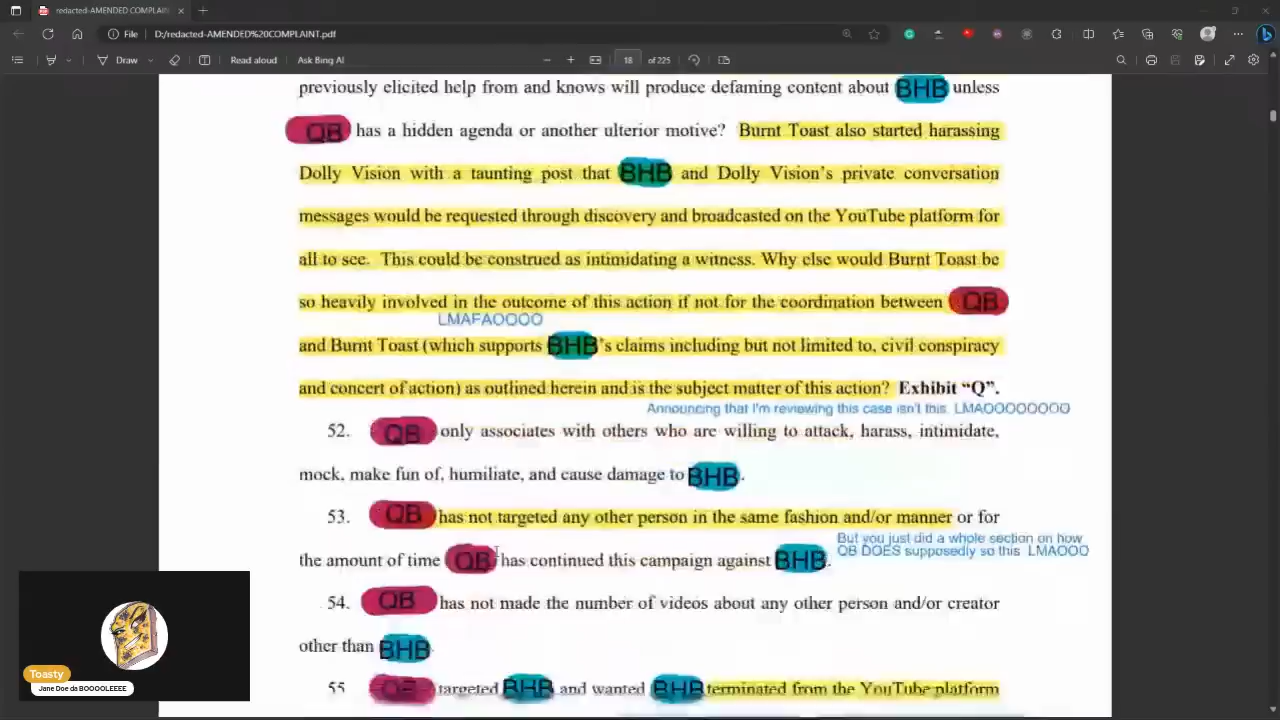 redacted-AMENDED COMPLAIN
File D:/redacted-AMENDED%20COMPLAINT.pdf
Draw Read aloud Ask Bing AI 18 of 225
previously elicited help from and knows will produce defaming content about BHB unless
QB has a hidden agenda or another ulterior motive? Burnt Toast also started harassing
Dolly Vision with a taunting post that BHB and Dolly Vision's private conversation
messages would be requested through discovery and broadcasted on the YouTube platform for
all to see. This could be construed as intimidating a witness. Why else would Burnt Toast be
so heavily involved in the outcome of this action if not for the coordination between QB
LMAFAOOOO
and Burnt Toast (which supports BHB's claims including but not limited to, civil conspiracy
and concert of action) as outlined herein and is the subject matter of this action? Exhibit “Q”.
Announcing that I'm reviewing this case isn't this. LMAOOOOOOOO
52. QB only associates with others who are willing to attack, harass, intimidate,
mock, make fun of, humiliate, and cause damage to BHB.
53. QB has not targeted any other person in the same fashion and/or manner or for
But you just did a whole section on how
QB DOES supposedly so this LMAOOO
the amount of time QB has continued this campaign against BHB.
54. QB has not made the number of videos about any other person and/or creator
other than BHB.
55 QB targeted BHB and wanted BHB terminated from the YouTube platform
Toasty
Jane Doe da BOOOOLEEEE